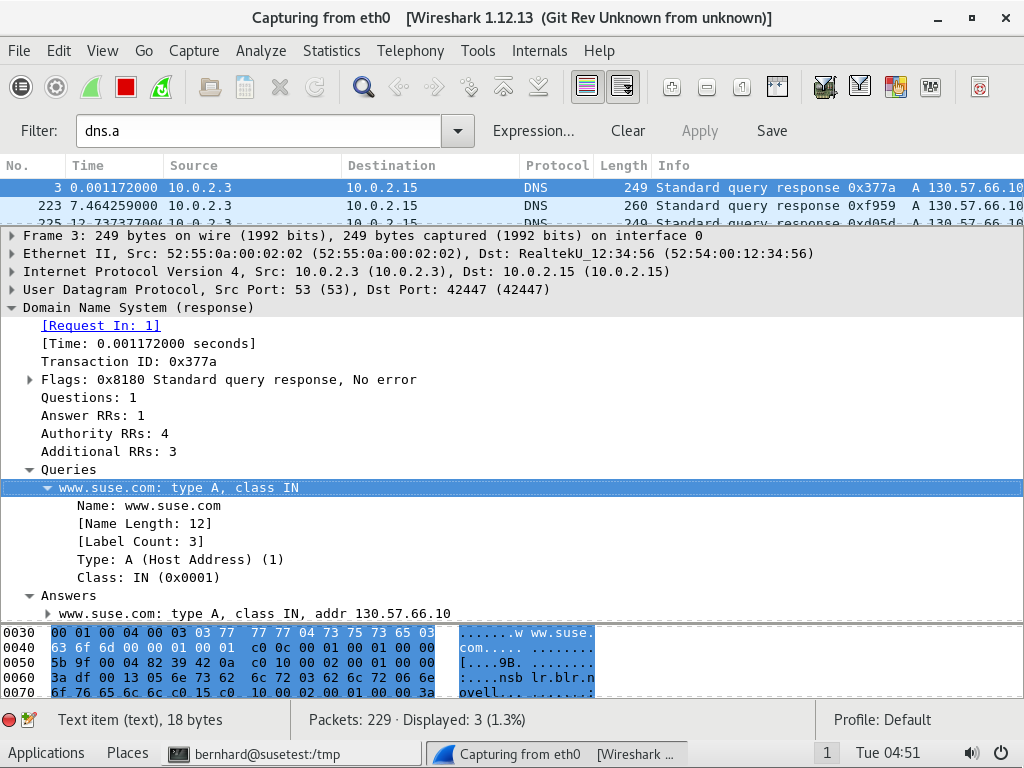 Capturing from eth0 [Wireshark 1.12.13 (Git Rev Unknown from unknown)]
File Edit View Go Capture Analyze Statistics Telephony Tools Internals Help
Filter: dns.a Expression... Clear Apply Save
No. Time Source Destination Protocol Length Info
3 0.001172000 10.0.2.3 10.0.2.15 DNS 249 Standard query response 0x377a A 130.57.66.10
223 7.464259000 10.0.2.3 10.0.2.15 DNS 260 Standard query response 0xf959 A 130.57.66.10
225 12.737377000 10.0.2.3 10.0.2.15 DNS 249 Standard query response 0xd05d A 130.57.66.10
Frame 3: 249 bytes on wire (1992 bits), 249 bytes captured (1992 bits) on interface 0
Ethernet II, Src: 52:55:0a:00:02:02 (52:55:0a:00:02:02), Dst: RealtekU_12:34:56 (52:54:00:12:34:56)
Internet Protocol Version 4, Src: 10.0.2.3 (10.0.2.3), Dst: 10.0.2.15 (10.0.2.15)
User Datagram Protocol, Src Port: 53 (53), Dst Port: 42447 (42447)
Domain Name System (response)
[Request In: 1]
[Time: 0.001172000 seconds]
Transaction ID: 0x377a
Flags: 0x8180 Standard query response, No error
Questions: 1
Answer RRs: 1
Authority RRs: 4
Additional RRs: 3
Queries
www.suse.com: type A, class IN
Name: www.suse.com
[Name Length: 12]
[Label Count: 3]
Type: A (Host Address) (1)
Class: IN (0x0001)
Answers
www.suse.com: type A, class IN, addr 130.57.66.10
0030 00 01 00 04 00 03 03 77 77 77 04 73 75 73 65 03 .......w ww.suse.
0040 63 6f 6d 00 00 01 00 01 c0 0c 00 01 00 01 00 00 com..... ........
0050 5b 9f 00 04 82 39 42 0a c0 10 00 02 00 01 00 00 [....9B. ........
0060 3a df 00 13 05 6e 73 62 6c 72 03 62 6c 72 06 6e :....nsb lr.blr.n
0070 6f 76 65 6c 6c c0 15 c0 10 00 02 00 01 00 00 3a ovell... .......:
Text item (text), 18 bytes Packets: 229 · Displayed: 3 (1.3%) Profile: Default
Applications Places bernhard@susetest:/tmp Capturing from eth0 [Wireshark ... 1 Tue 04:51